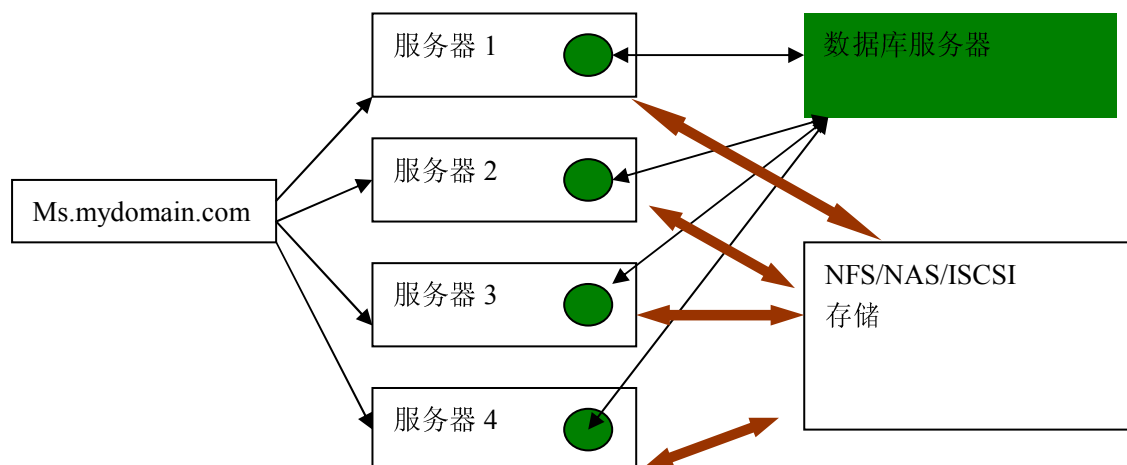 服务器 1
数据库服务器
服务器 2
Ms.mydomain.com
服务器 3
NFS/NAS/ISCSI
存储
服务器 4